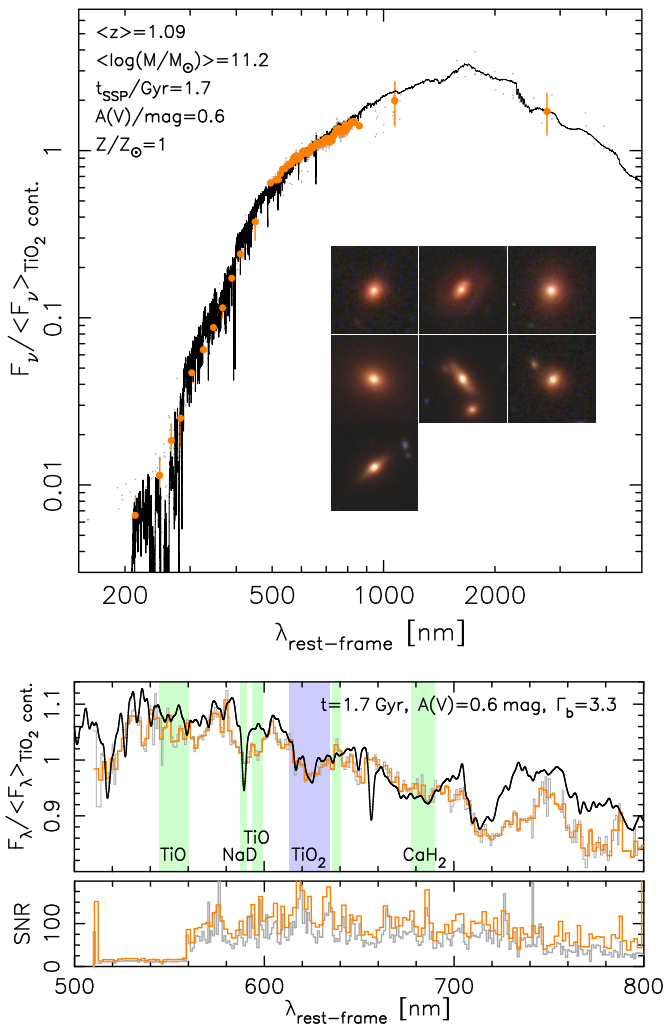 <z>=1.09
<log(M/M⊙)>=11.2
tSSP/Gyr=1.7
A(V)/mag=0.6
Z/Z⊙=1
Fν/<Fν>TiO2 cont.
1
0.1
0.01
200 500 1000 2000
λrest−frame [nm]
t=1.7 Gyr, A(V)=0.6 mag, Γb=3.3
Fλ/<Fλ>TiO2 cont.
1.1
1
0.9
TiO
NaD
TiO
TiO2
CaH2
SNR
100
0
500 600 700 800
λrest−frame [nm]